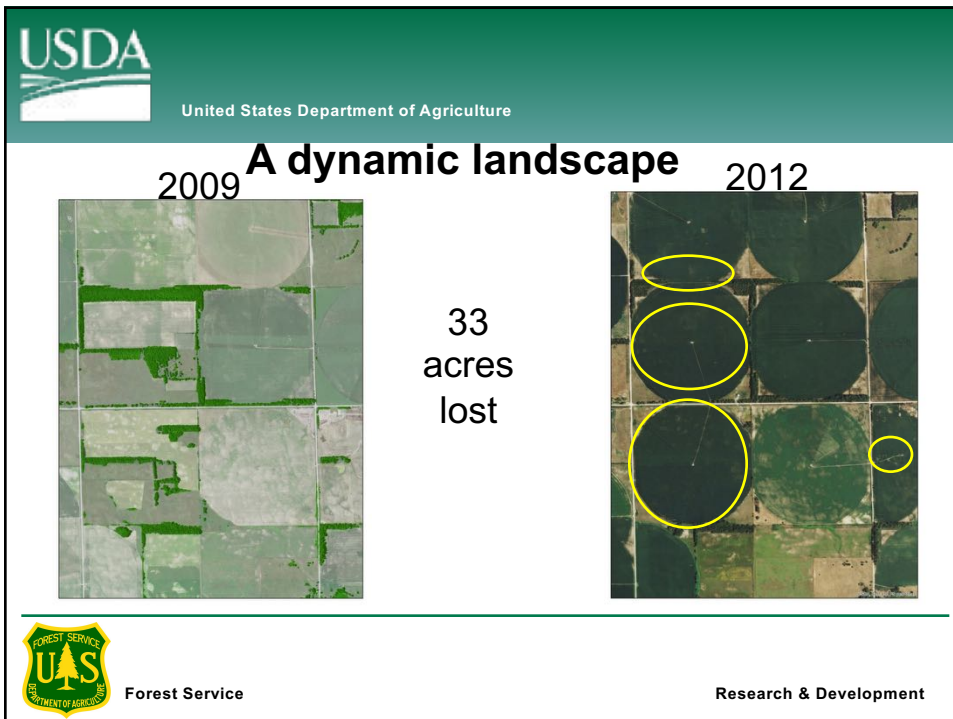 USDA
United States Department of Agriculture
A dynamic landscape
2009
2012
33
acres
lost
FOREST SERVICE
U S
DEPARTMENT OF AGRICULTURE
Forest Service
Research & Development